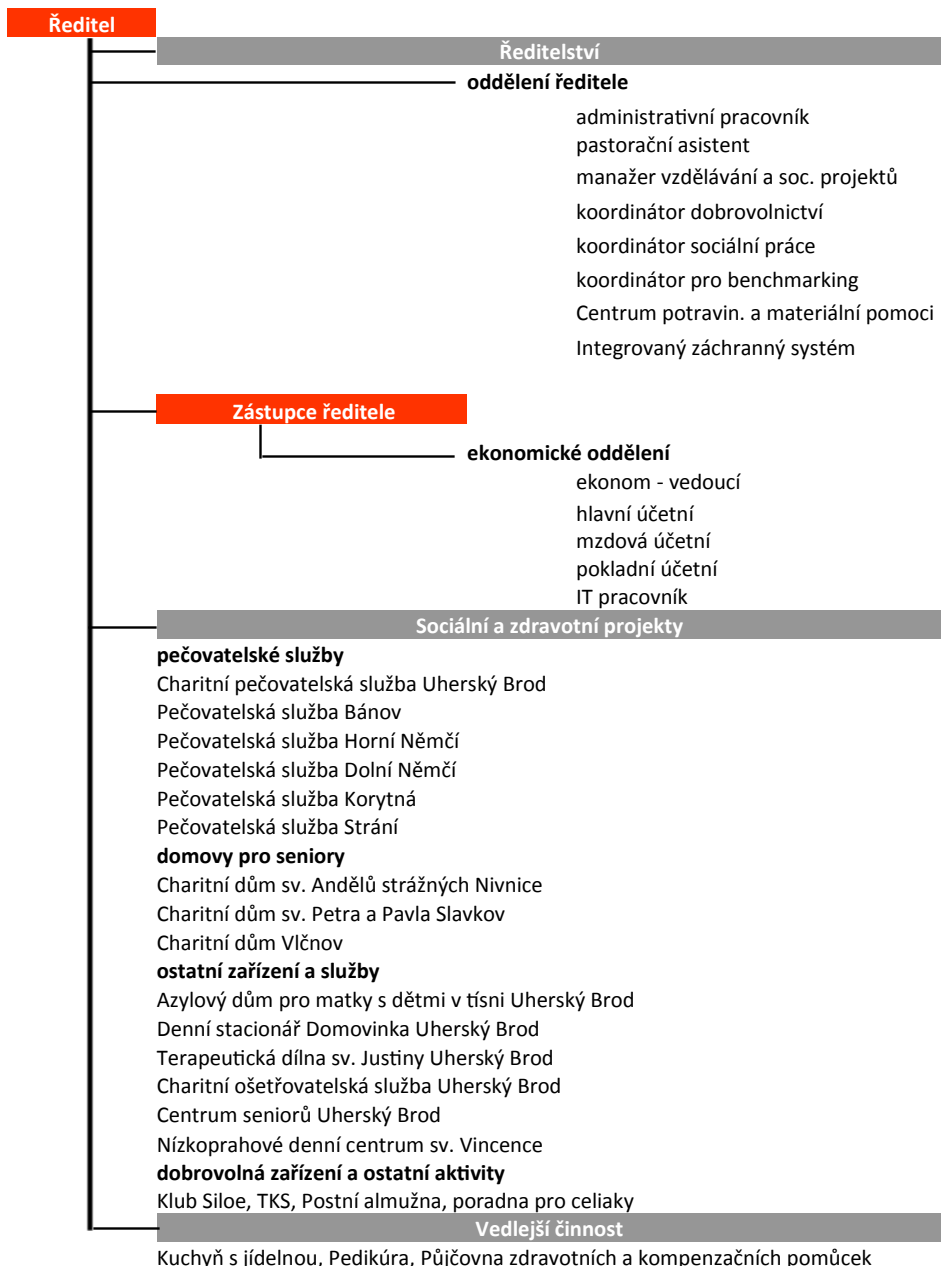 Ředitel
Ředitelství
oddělení ředitele
administrativní pracovník
pastorační asistent
manažer vzdělávání a soc. projektů
koordinátor dobrovolnictví
koordinátor sociální práce
koordinátor pro benchmarking
Centrum potravin. a materiální pomoci
Integrovaný záchranný systém
Zástupce ředitele
ekonomické oddělení
ekonom - vedoucí
hlavní účetní
mzdová účetní
pokladní účetní
IT pracovník
Sociální a zdravotní projekty
pečovatelské služby
Charitní pečovatelská služba Uherský Brod
Pečovatelská služba Bánov
Pečovatelská služba Horní Němčí
Pečovatelská služba Dolní Němčí
Pečovatelská služba Korytná
Pečovatelská služba Strání
domovy pro seniory
Charitní dům sv. Andělů strážných Nivnice
Charitní dům sv. Petra a Pavla Slavkov
Charitní dům Vlčnov
ostatní zařízení a služby
Azylový dům pro matky s dětmi v tísni Uherský Brod
Denní stacionář Domovinka Uherský Brod
Terapeutická dílna sv. Justiny Uherský Brod
Charitní ošetřovatelská služba Uherský Brod
Centrum seniorů Uherský Brod
Nízkoprahové denní centrum sv. Vincence
dobrovolná zařízení a ostatní aktivity
Klub Siloe, TKS, Postní almužna, poradna pro celiaky
Vedlejší činnost
Kuchyň s jídelnou, Pedikúra, Půjčovna zdravotních a kompenzačních pomůcek